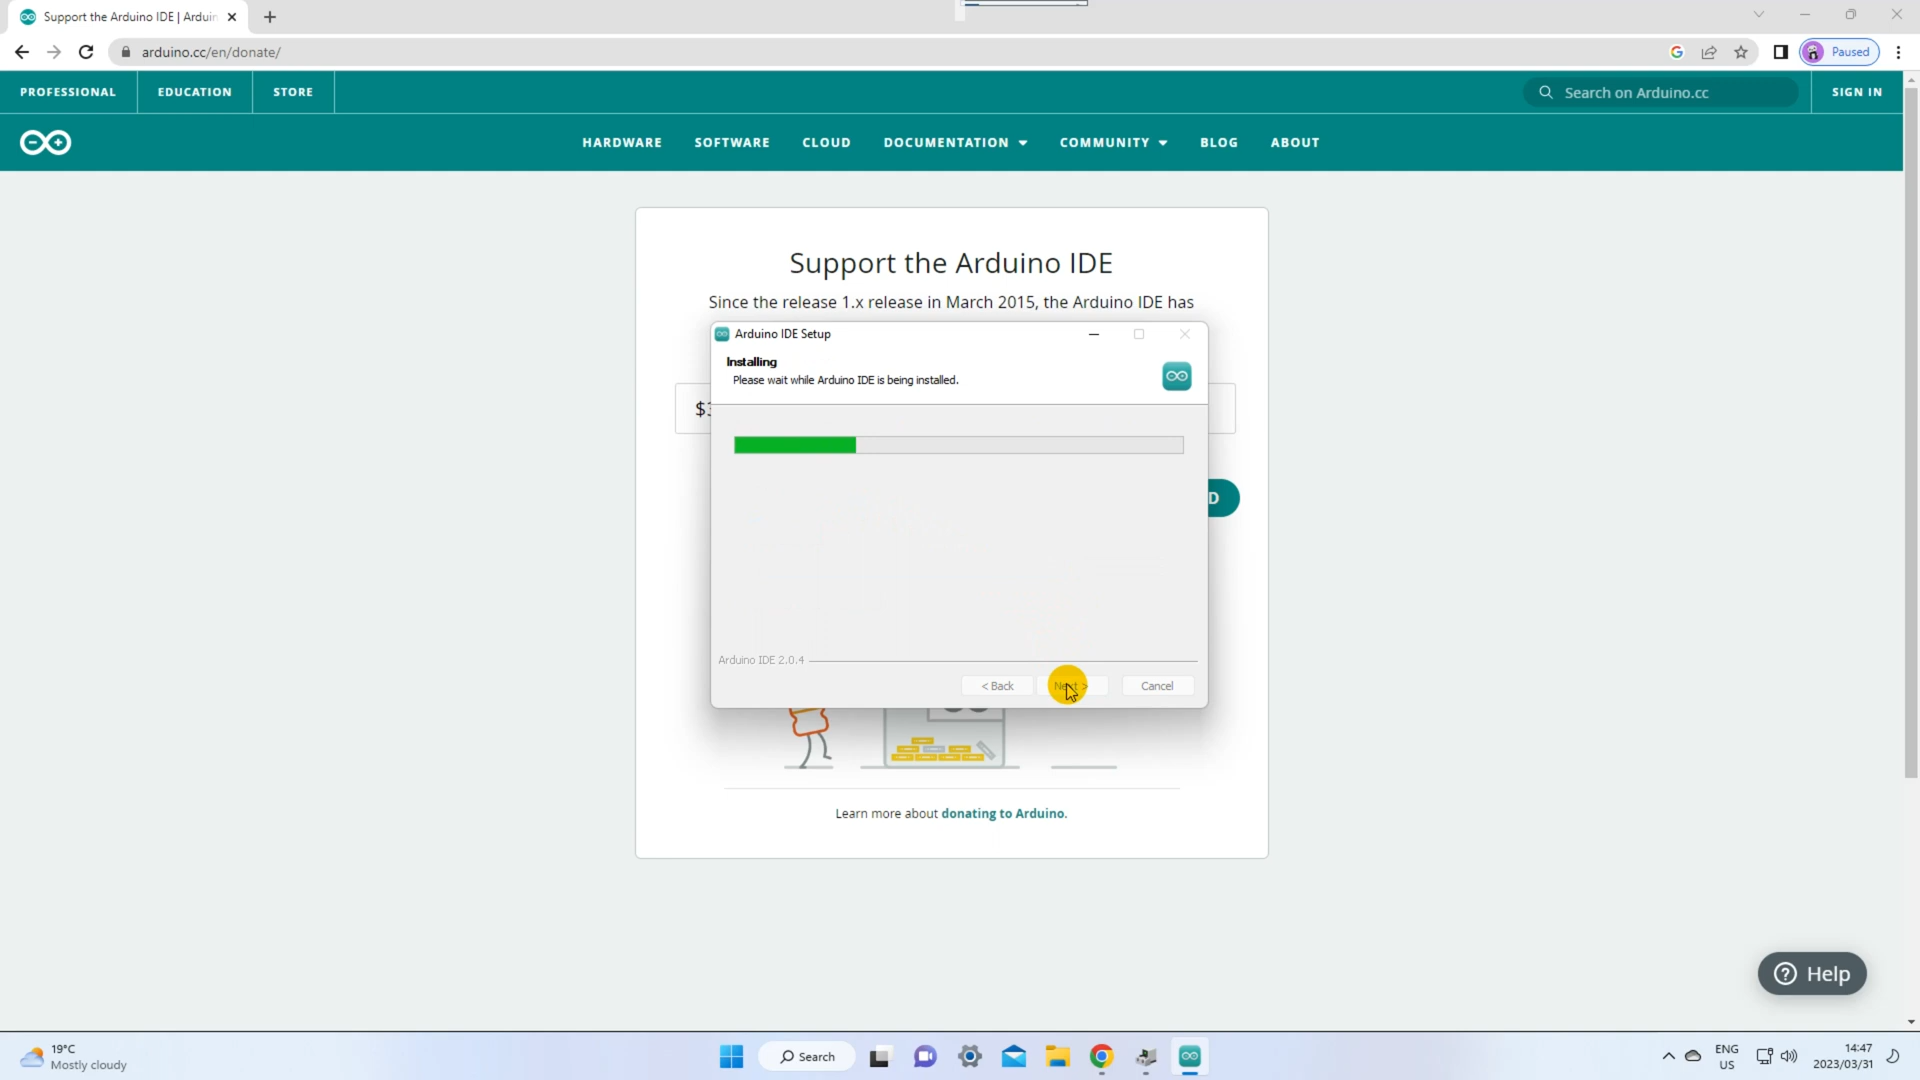 Support the Arduino IDE | Arduin
arduino.cc/en/donate/
Paused
PROFESSIONAL
EDUCATION
STORE
Search on Arduino.cc
SIGN IN
HARDWARE
SOFTWARE
CLOUD
DOCUMENTATION
COMMUNITY
BLOG
ABOUT
Support the Arduino IDE
Since the release 1.x release in March 2015, the Arduino IDE has
Arduino IDE Setup
Installing
Please wait while Arduino IDE is being installed.
$3
D
Arduino IDE 2.0.4
< Back
Next >
Cancel
Learn more about donating to Arduino.
Help
19°C
Mostly cloudy
Search
ENG
US
14:47
2023/03/31